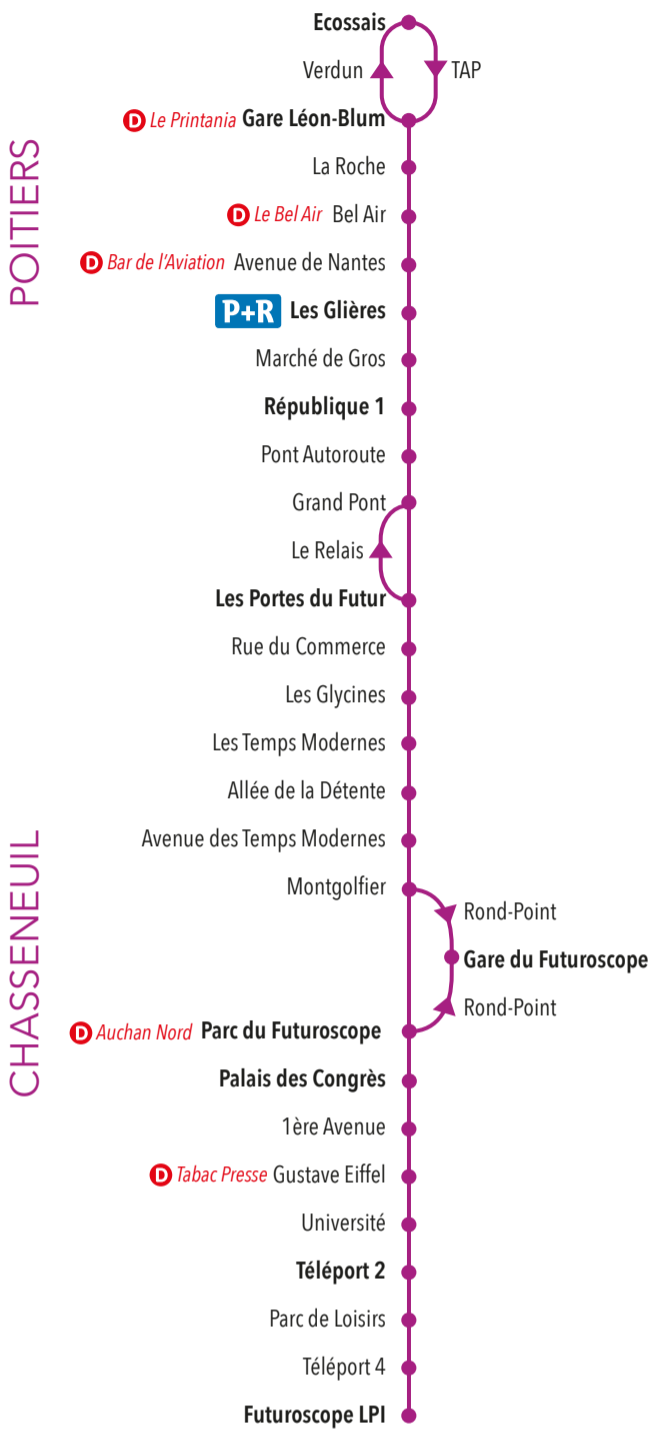 Ecossais
Verdun
TAP
D Le Printania Gare Léon-Blum
La Roche
D Le Bel Air Bel Air
D Bar de l'Aviation Avenue de Nantes
P+R Les Glières
Marché de Gros
République 1
Pont Autoroute
Grand Pont
Le Relais
Les Portes du Futur
Rue du Commerce
Les Glycines
Les Temps Modernes
Allée de la Détente
Avenue des Temps Modernes
Montgolfier
Rond-Point
Gare du Futuroscope
Rond-Point
D Auchan Nord Parc du Futuroscope
Palais des Congrès
1ère Avenue
D Tabac Presse Gustave Eiffel
Université
Téléport 2
Parc de Loisirs
Téléport 4
Futuroscope LPI
POITIERS
CHASSENEUIL